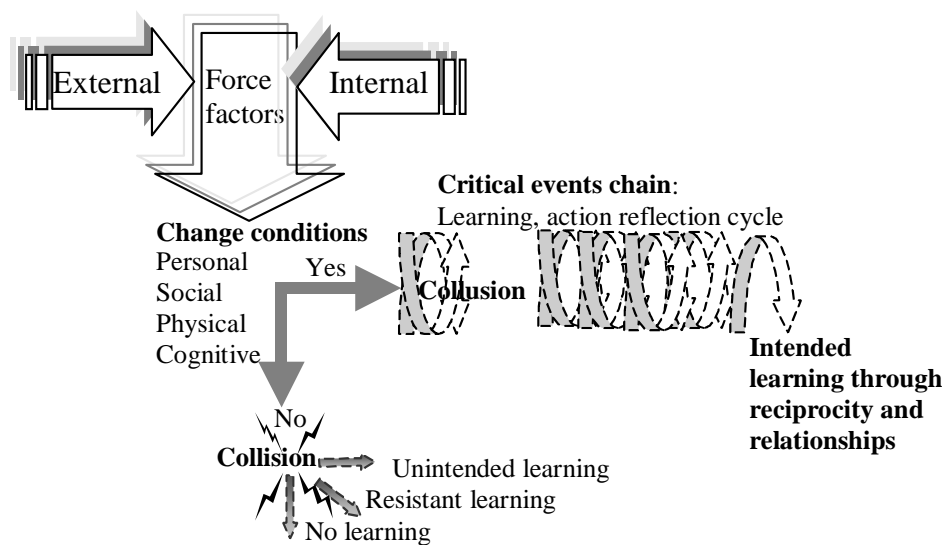 External
Force
factors
Internal
Critical events chain:
Learning, action reflection cycle
Change conditions
Personal
Social
Physical
Cognitive
Yes
Collusion
Intended
learning through
reciprocity and
relationships
No
Collision
Unintended learning
Resistant learning
No learning